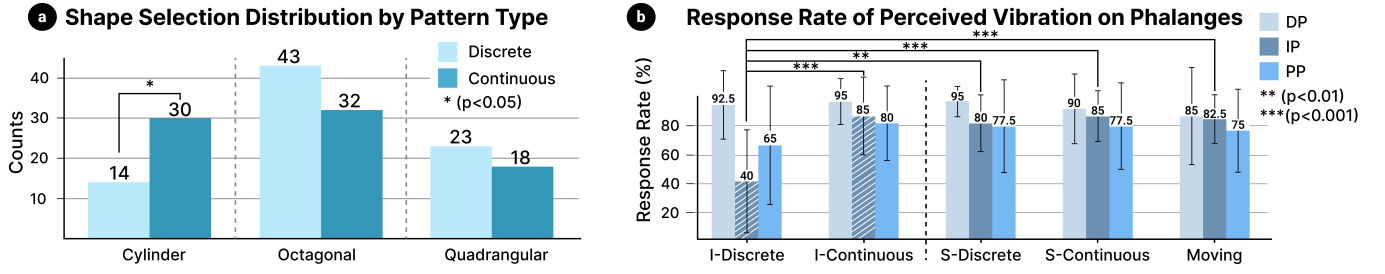 a Shape Selection Distribution by Pattern Type
Counts
40
30
20
10
14
30
43
32
23
18
*
Discrete
Continuous
* (p<0.05)
Cylinder
Octagonal
Quadrangular
b Response Rate of Perceived Vibration on Phalanges
Response Rate (%)
80
60
40
20
***
***
**
***
92.5
40
65
95
85
80
95
80
77.5
90
85
77.5
85
82.5
75
DP
IP
PP
** (p<0.01)
***(p<0.001)
I-Discrete
I-Continuous
S-Discrete
S-Continuous
Moving